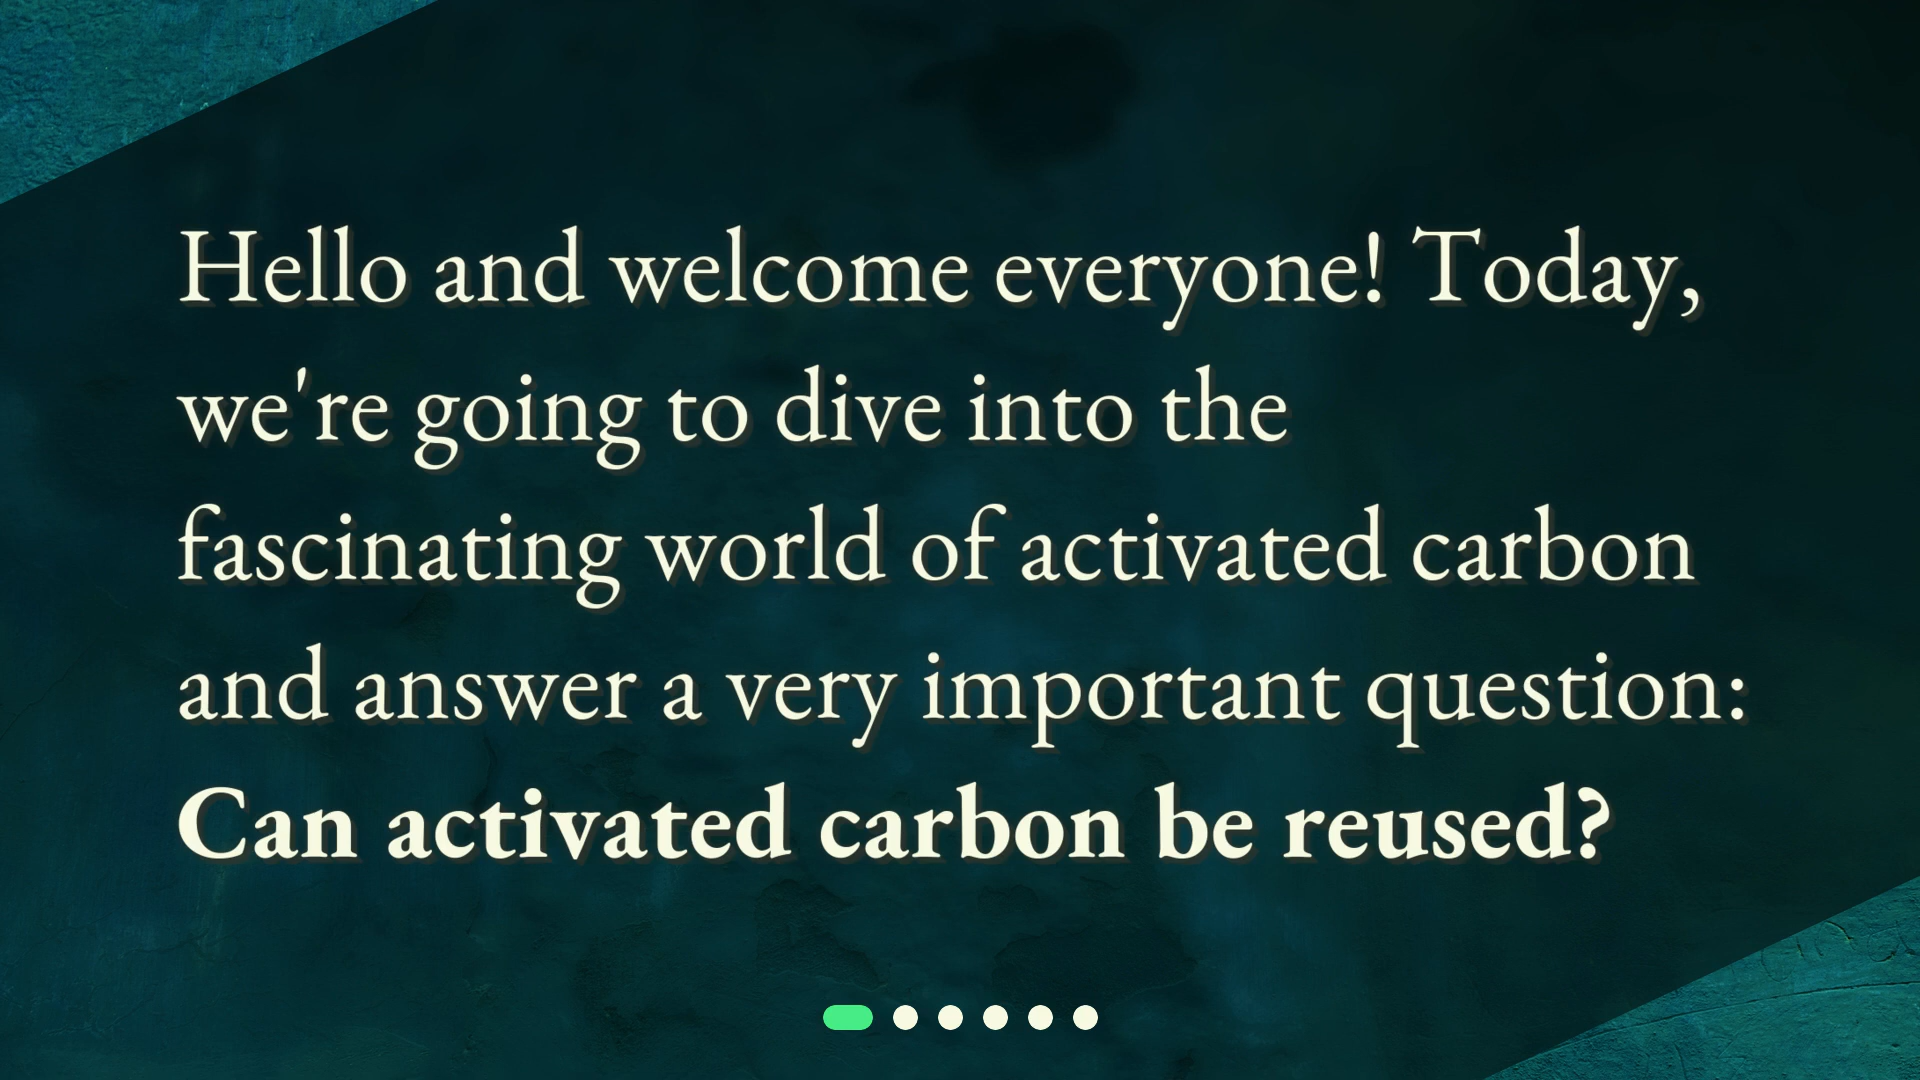 Hello and welcome everyone! Today,
we're going to dive into the
fascinating world of activated carbon
and answer a very important question:
Can activated carbon be reused?